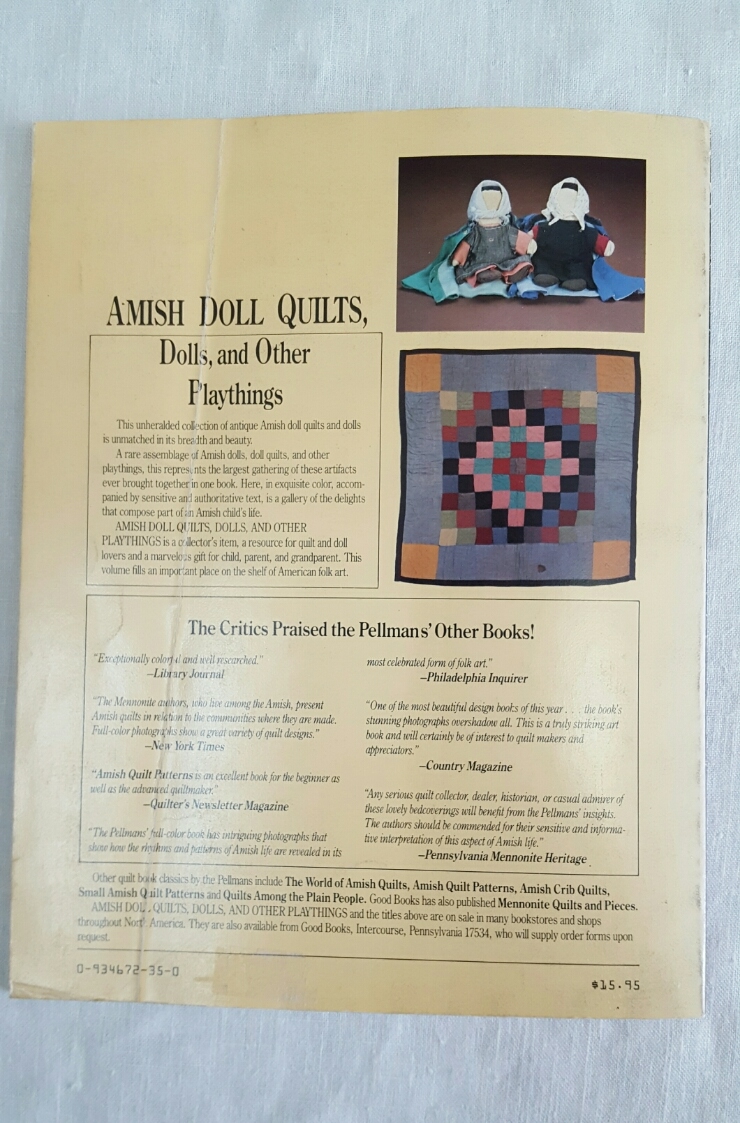 AMISH DOLL QUILTS,
Dolls, and Other
Playthings
This unheralded collection of antique Amish doll quilts and dolls
is unmatched in its breadth and beauty.
A rare assemblage of Amish dolls, doll quilts, and other
playthings, this represents the largest gathering of these artifacts
ever brought together in one book. Here, in exquisite color, accom-
panied by sensitive and authoritative text, is a gallery of the delights
that compose part of an Amish child's life.
AMISH DOLL QUILTS, DOLLS, AND OTHER
PLAYTHINGS is a collector's item, a resource for quilt and doll
lovers and a marvelous gift for child, parent, and grandparent. This
volume fills an important place on the shelf of American folk art.
The Critics Praised the Pellmans' Other Books!
"Exceptionally colorful and well researched."
–Library Journal
"The Mennonite authors, who live among the Amish, present
Amish quilts in relation to the communities where they are made.
Full-color photographs show a great variety of quilt designs."
–New York Times
"Amish Quilt Patterns is an excellent book for the beginner as
well as the advanced quiltmaker."
–Quilter's Newsletter Magazine
"The Pellmans' full-color book has intriguing photographs that
show how the rhythms and patterns of Amish life are revealed in its
most celebrated form of folk art."
–Philadelphia Inquirer
"One of the most beautiful design books of this year . . . the book's
stunning photographs overshadow all. This is a truly striking art
book and will certainly be of interest to quilt makers and
appreciators."
–Country Magazine
"Any serious quilt collector, dealer, historian, or casual admirer of
these lovely bedcoverings will benefit from the Pellmans' insights.
The authors should be commended for their sensitive and informa-
tive interpretation of this aspect of Amish life."
–Pennsylvania Mennonite Heritage
Other quilt book classics by the Pellmans include The World of Amish Quilts, Amish Quilt Patterns, Amish Crib Quilts,
Small Amish Quilt Patterns and Quilts Among the Plain People. Good Books has also published Mennonite Quilts and Pieces.
AMISH DOLL QUILTS, DOLLS, AND OTHER PLAYTHINGS and the titles above are on sale in many bookstores and shops
throughout North America. They are also available from Good Books, Intercourse, Pennsylvania 17534, who will supply order forms upon
request.
0-934672-35-0
$15.95